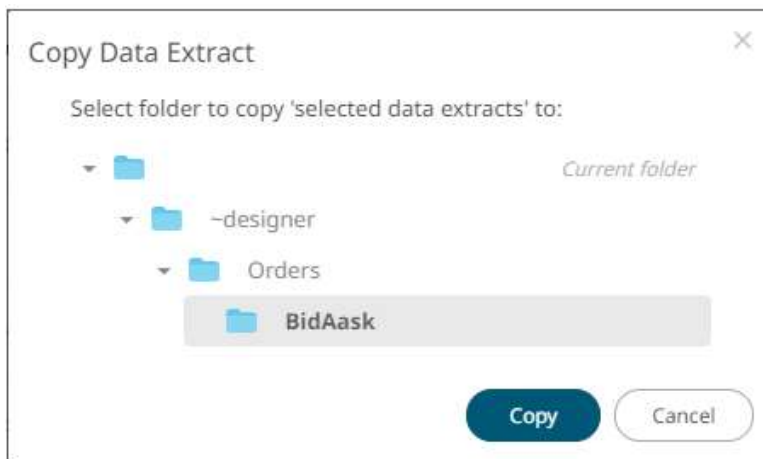 Copy Data Extract
Select folder to copy 'selected data extracts' to:
Current folder
~designer
Orders
BidAask
Copy Cancel